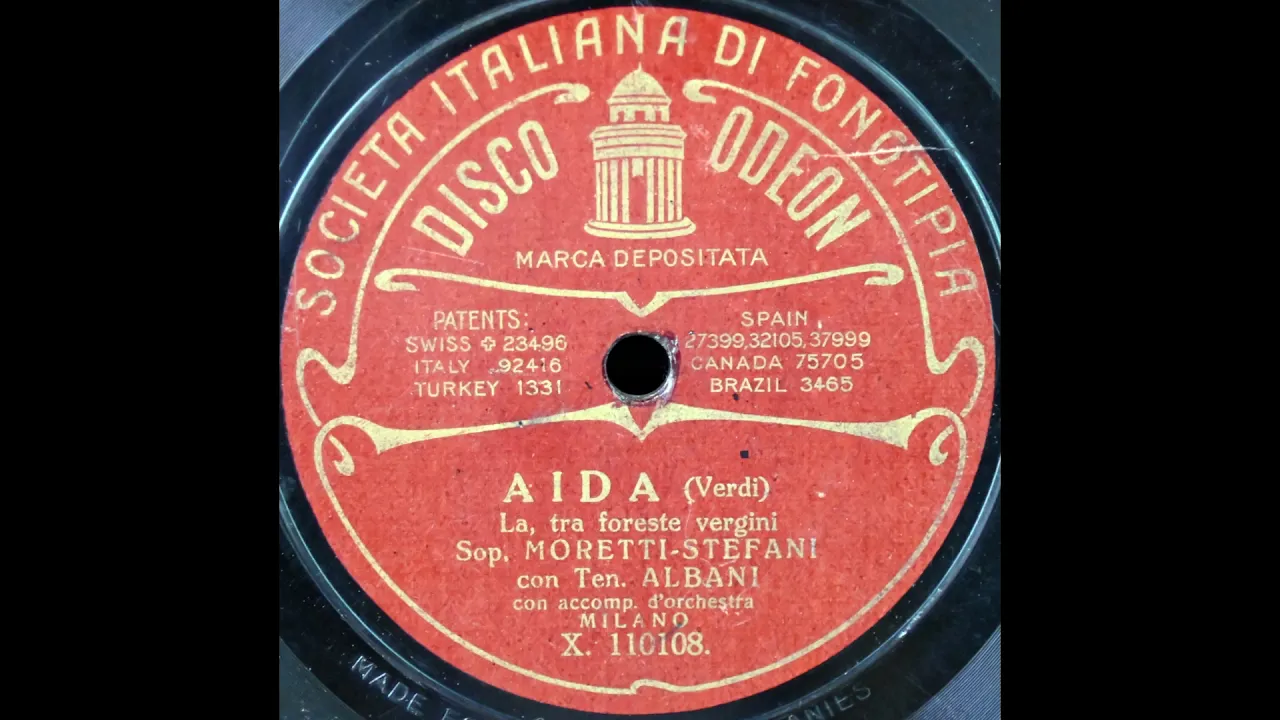 SOCIETA ITALIANA DI FONOTIPIA
DISCO ODEON
MARCA DEPOSITATA
PATENTS:
SWISS 23496
ITALY 92416
TURKEY 1331
SPAIN
27399,32105,37999
CANADA 75705
BRAZIL 3465
AIDA (Verdi)
La, tra foreste vergini
Sop. MORETTI-STEFANI
con Ten. ALBANI
con accomp. d'orchestra
MILANO
X. 110108.
MADE